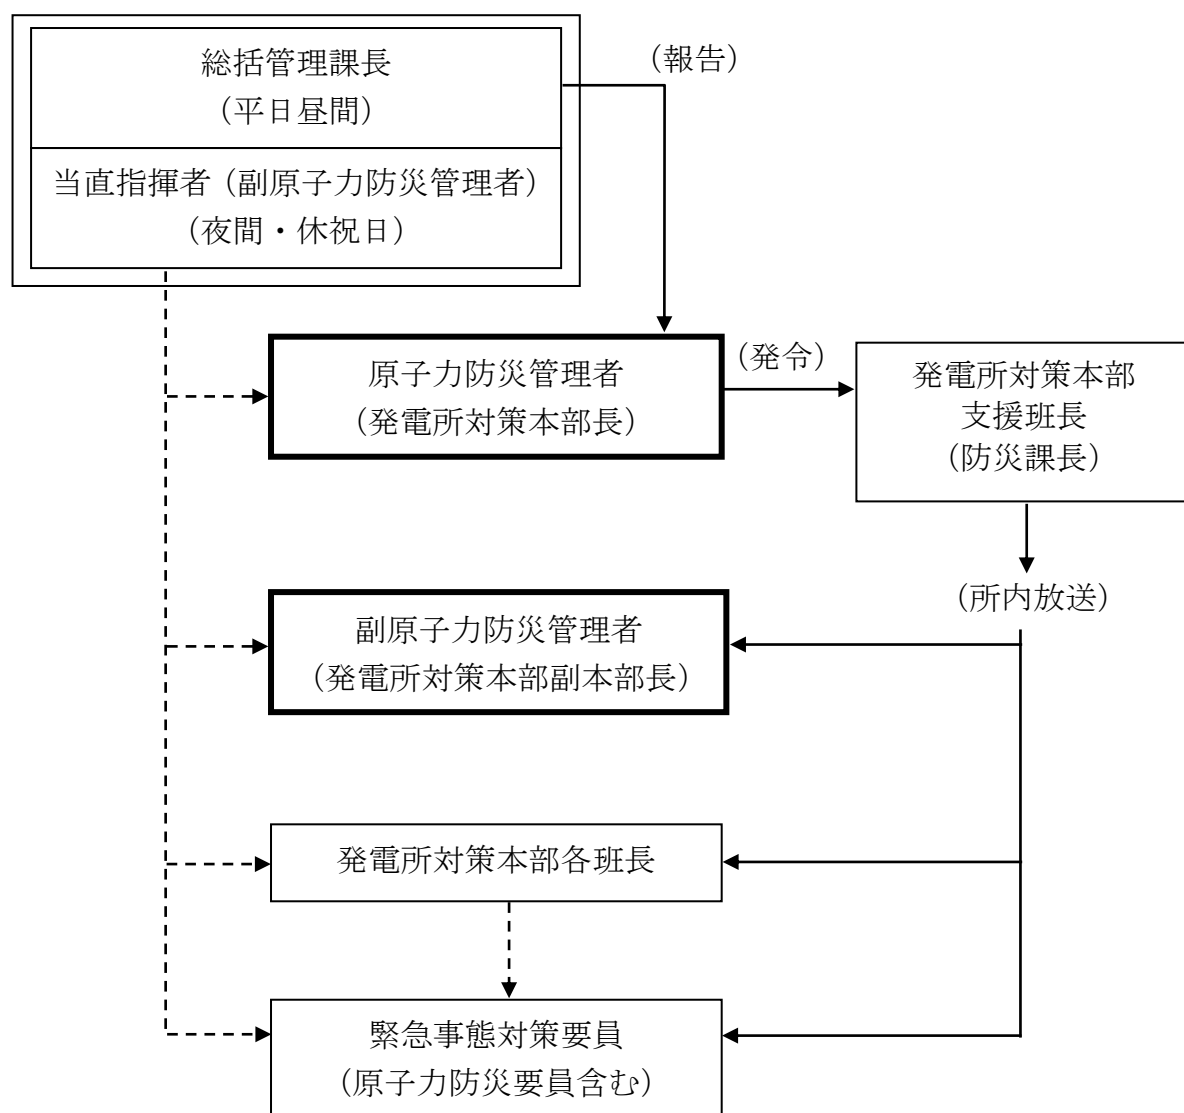 総括管理課長
（平日昼間）
当直指揮者（副原子力防災管理者）
（夜間・休祝日）
（報告）
原子力防災管理者
（発電所対策本部長）
（発令）
発電所対策本部
支援班長
（防災課長）
（所内放送）
副原子力防災管理者
（発電所対策本部副本部長）
発電所対策本部各班長
緊急事態対策要員
（原子力防災要員含む）